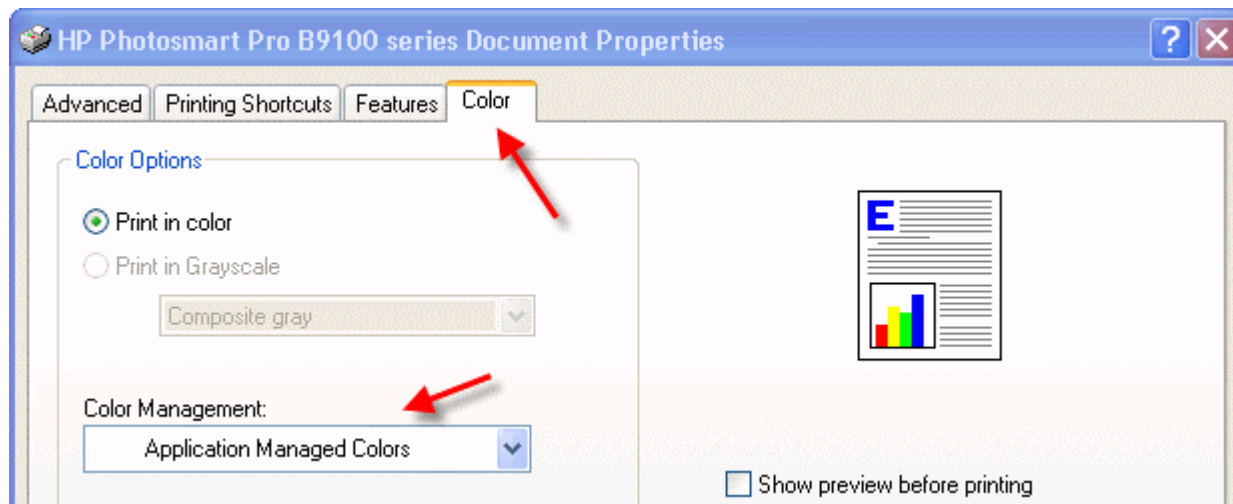 HP Photosmart Pro B9100 series Document Properties
Advanced Printing Shortcuts Features Color
Color Options
Print in color
Print in Grayscale
Composite gray
Color Management:
Application Managed Colors
E
Show preview before printing